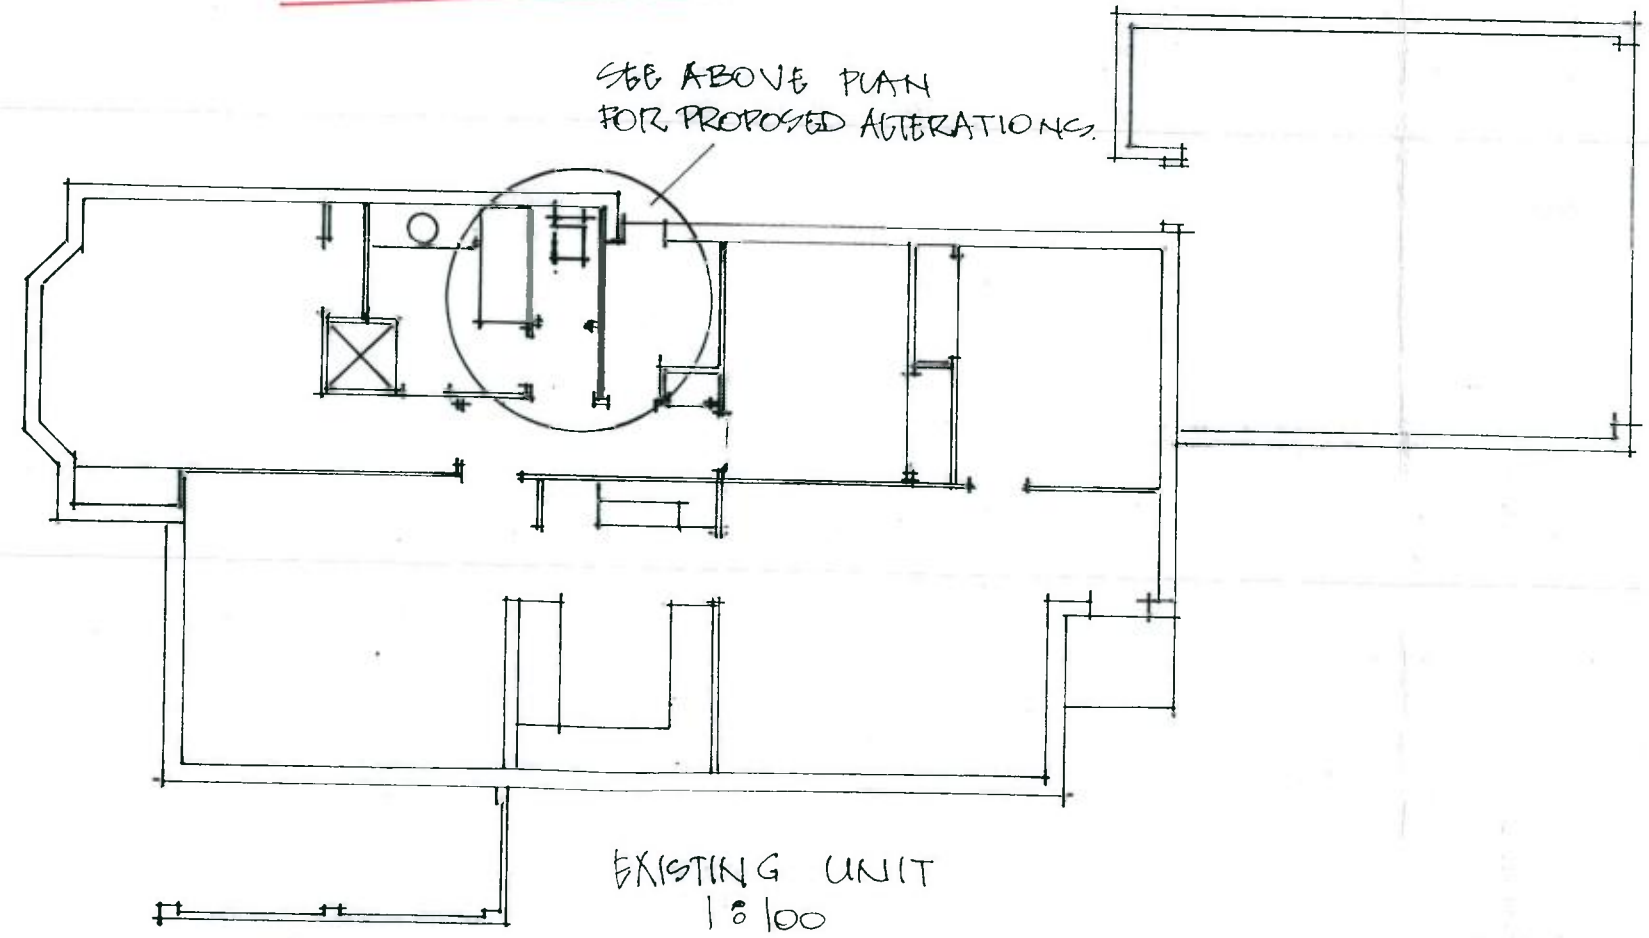 SEE ABOVE PLAN
FOR PROPOSED ALTERATIONS.
EXISTING UNIT
1:100